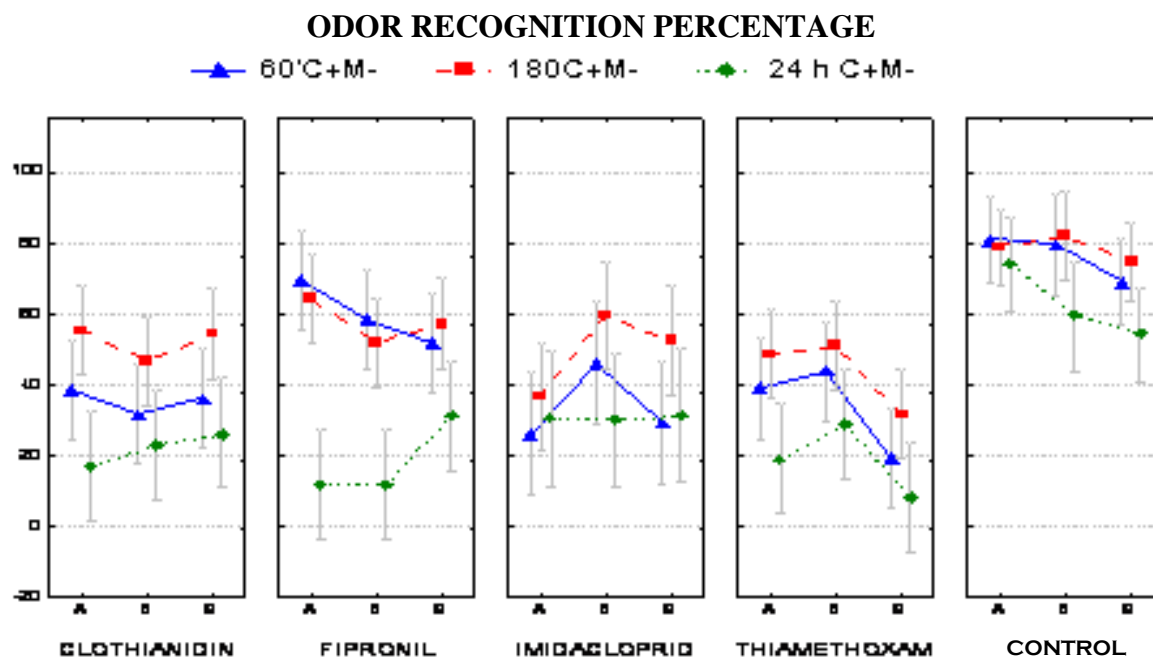 ODOR RECOGNITION PERCENTAGE
60'C+M- 180C+M- 24 h C+M-
100
80
60
40
20
0
-20
A
A
A
A
A
CLOTHIANIDIN FIPRONIL IMIDACLOPRID THIAMETHOXAM CONTROL